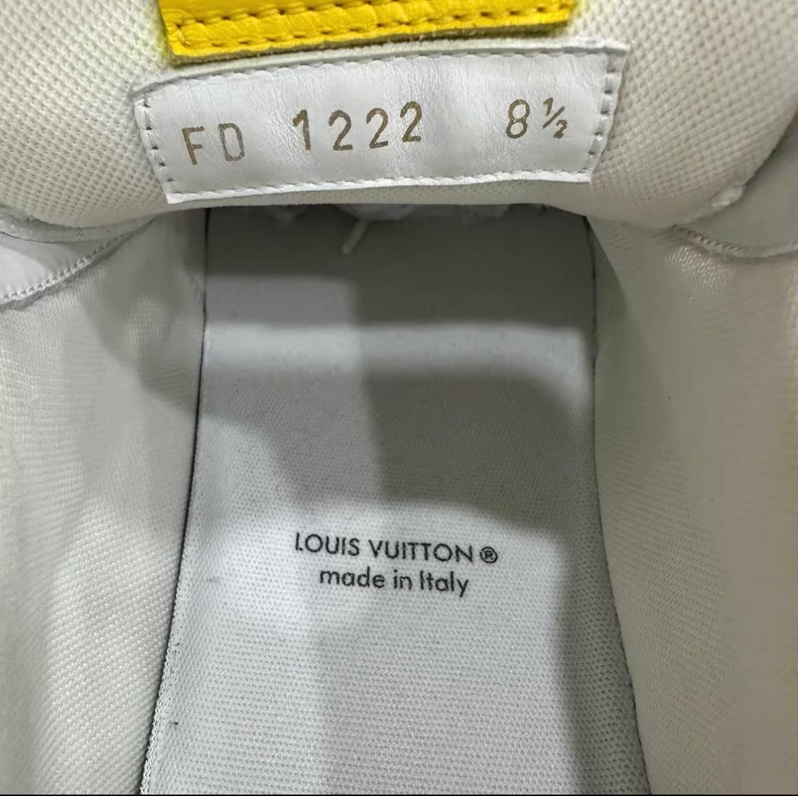 FD 1222 8½
LOUIS VUITTON®
made in Italy